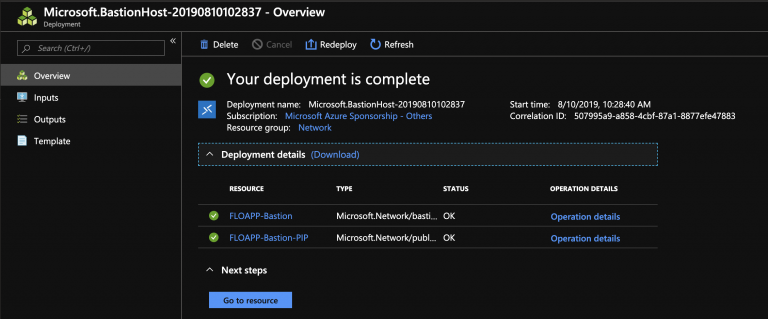 Microsoft.BastionHost-20190810102837 - Overview
Deployment
Search (Ctrl+/)
«
Overview
Inputs
Outputs
Template
Delete Cancel Redeploy Refresh
Your deployment is complete
Deployment name: Microsoft.BastionHost-20190810102837 Start time: 8/10/2019, 10:28:40 AM
Subscription: Microsoft Azure Sponsorship - Others Correlation ID: 507995a9-a858-4cbf-87a1-8877efe47883
Resource group: Network
Deployment details (Download)
RESOURCE TYPE STATUS OPERATION DETAILS
FLOAPP-Bastion Microsoft.Network/basti... OK Operation details
FLOAPP-Bastion-PIP Microsoft.Network/publ... OK Operation details
Next steps
Go to resource